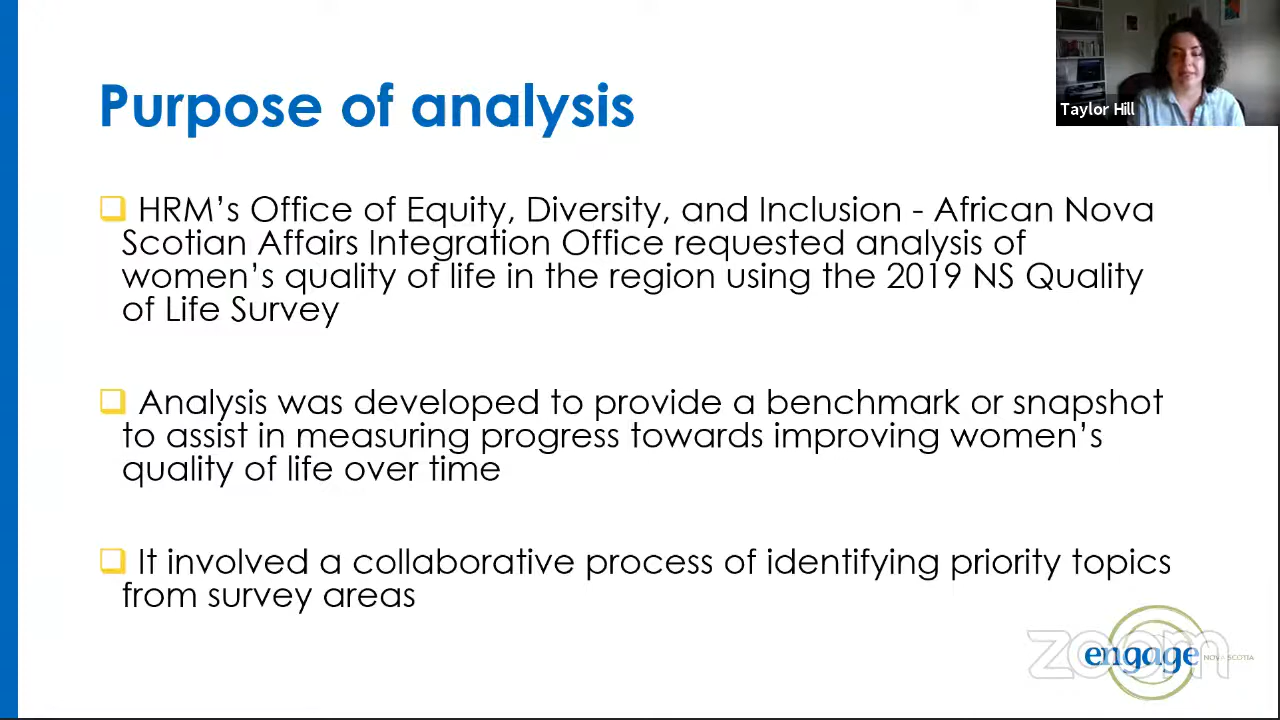 Purpose of analysis
Taylor Hill
HRM's Office of Equity, Diversity, and Inclusion - African Nova
Scotian Affairs Integration Office requested analysis of
women's quality of life in the region using the 2019 NS Quality
of Life Survey
Analysis was developed to provide a benchmark or snapshot
to assist in measuring progress towards improving women's
quality of life over time
It involved a collaborative process of identifying priority topics
from survey areas
zoom
engage NOVA SCOTIA